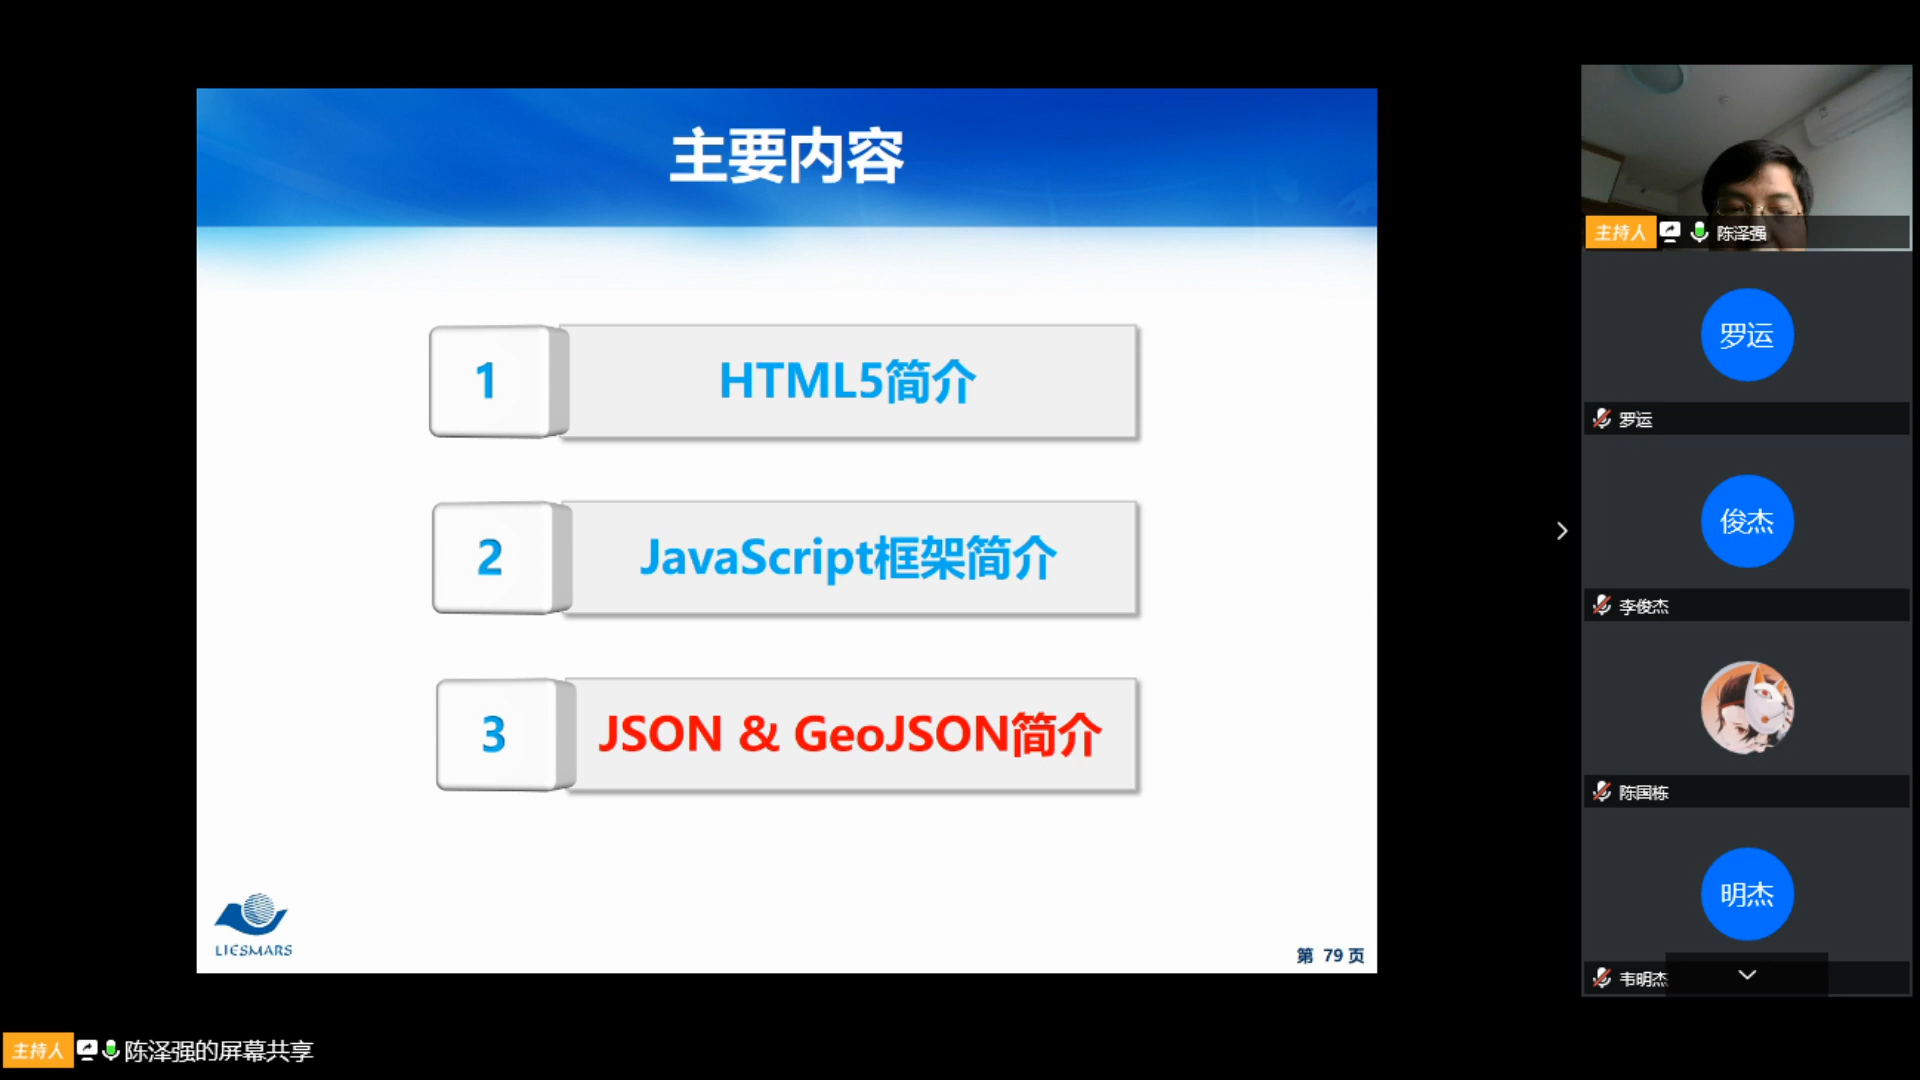 主要内容
1
HTML5简介
2
JavaScript框架简介
3
JSON & GeoJSON简介
LIESMARS
第 79 页
主持人 陈泽强
罗运
罗运
俊杰
李俊杰
陈国栋
明杰
韦明杰
主持人 陈泽强的屏幕共享